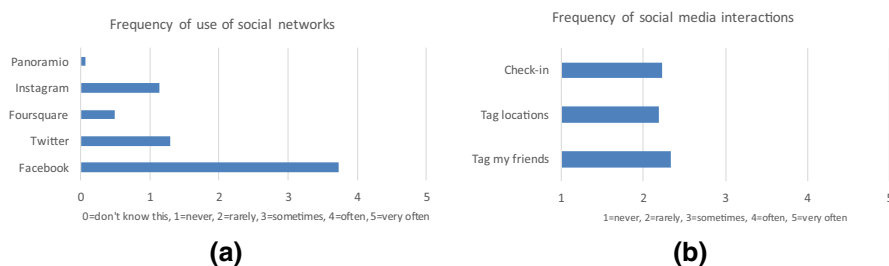 Frequency of use of social networks
Panoramio
Instagram
Foursquare
Twitter
Facebook
0 1 2 3 4 5
0=don't know this, 1=never, 2=rarely, 3=sometimes, 4=often, 5=very often
(a)
Frequency of social media interactions
Check-in
Tag locations
Tag my friends
1 2 3 4 5
1=never, 2=rarely, 3=sometimes, 4=often, 5=very often
(b)